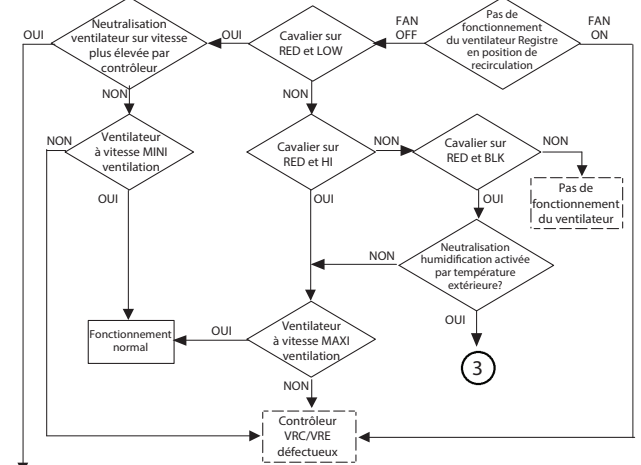 Neutralisation
ventilateur sur vitesse
plus élevée par
contrôleur
OUI
OUI
Cavalier sur
RED et LOW
FAN
OFF
Pas de
fonctionnement
du ventilateur Registre
en position de
recirculation
FAN
ON
NON
NON
NON
Ventilateur
à vitesse MINI
ventilation
Cavalier sur
RED et HI
NON
Cavalier sur
RED et BLK
NON
OUI
OUI
OUI
Pas de
fonctionnement
du ventilateur
NON
Neutralisation
humidification activée
par température
extérieure?
Fonctionnement
normal
OUI
Ventilateur
à vitesse MAXI
ventilation
OUI
3
NON
Contrôleur
VRC/VRE
défectueux